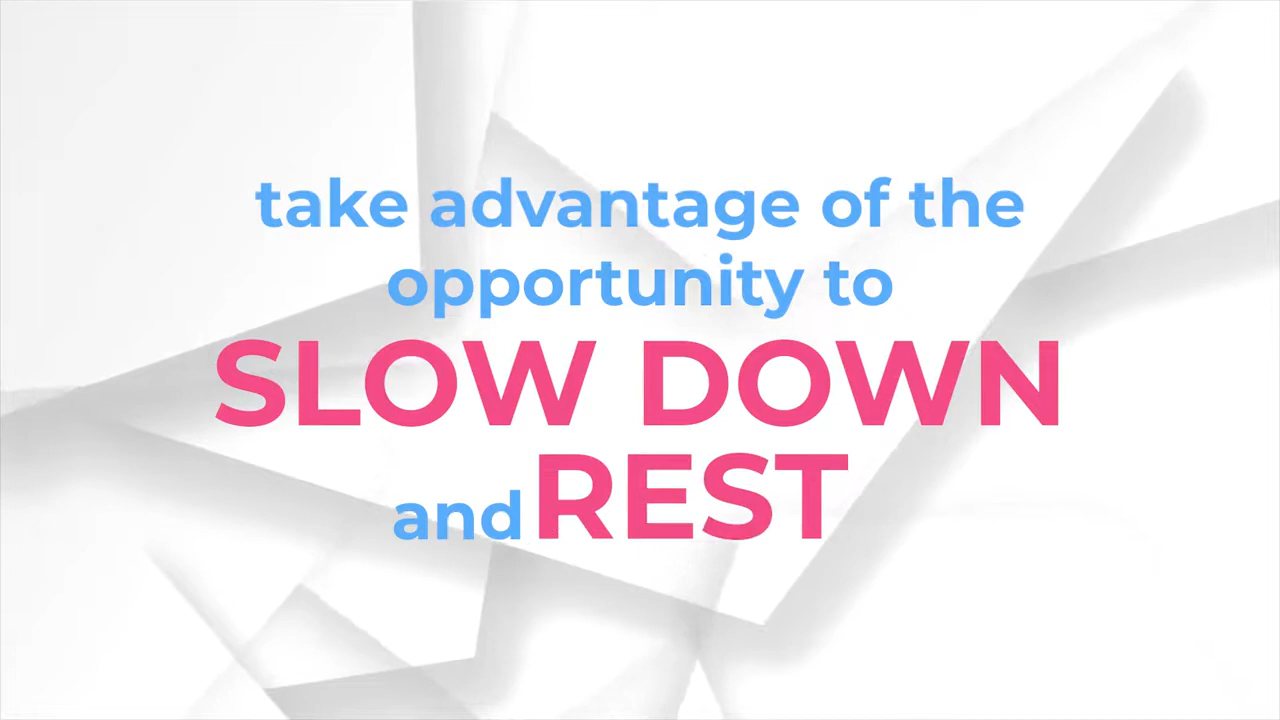 take advantage of the
opportunity to
SLOW DOWN
and REST